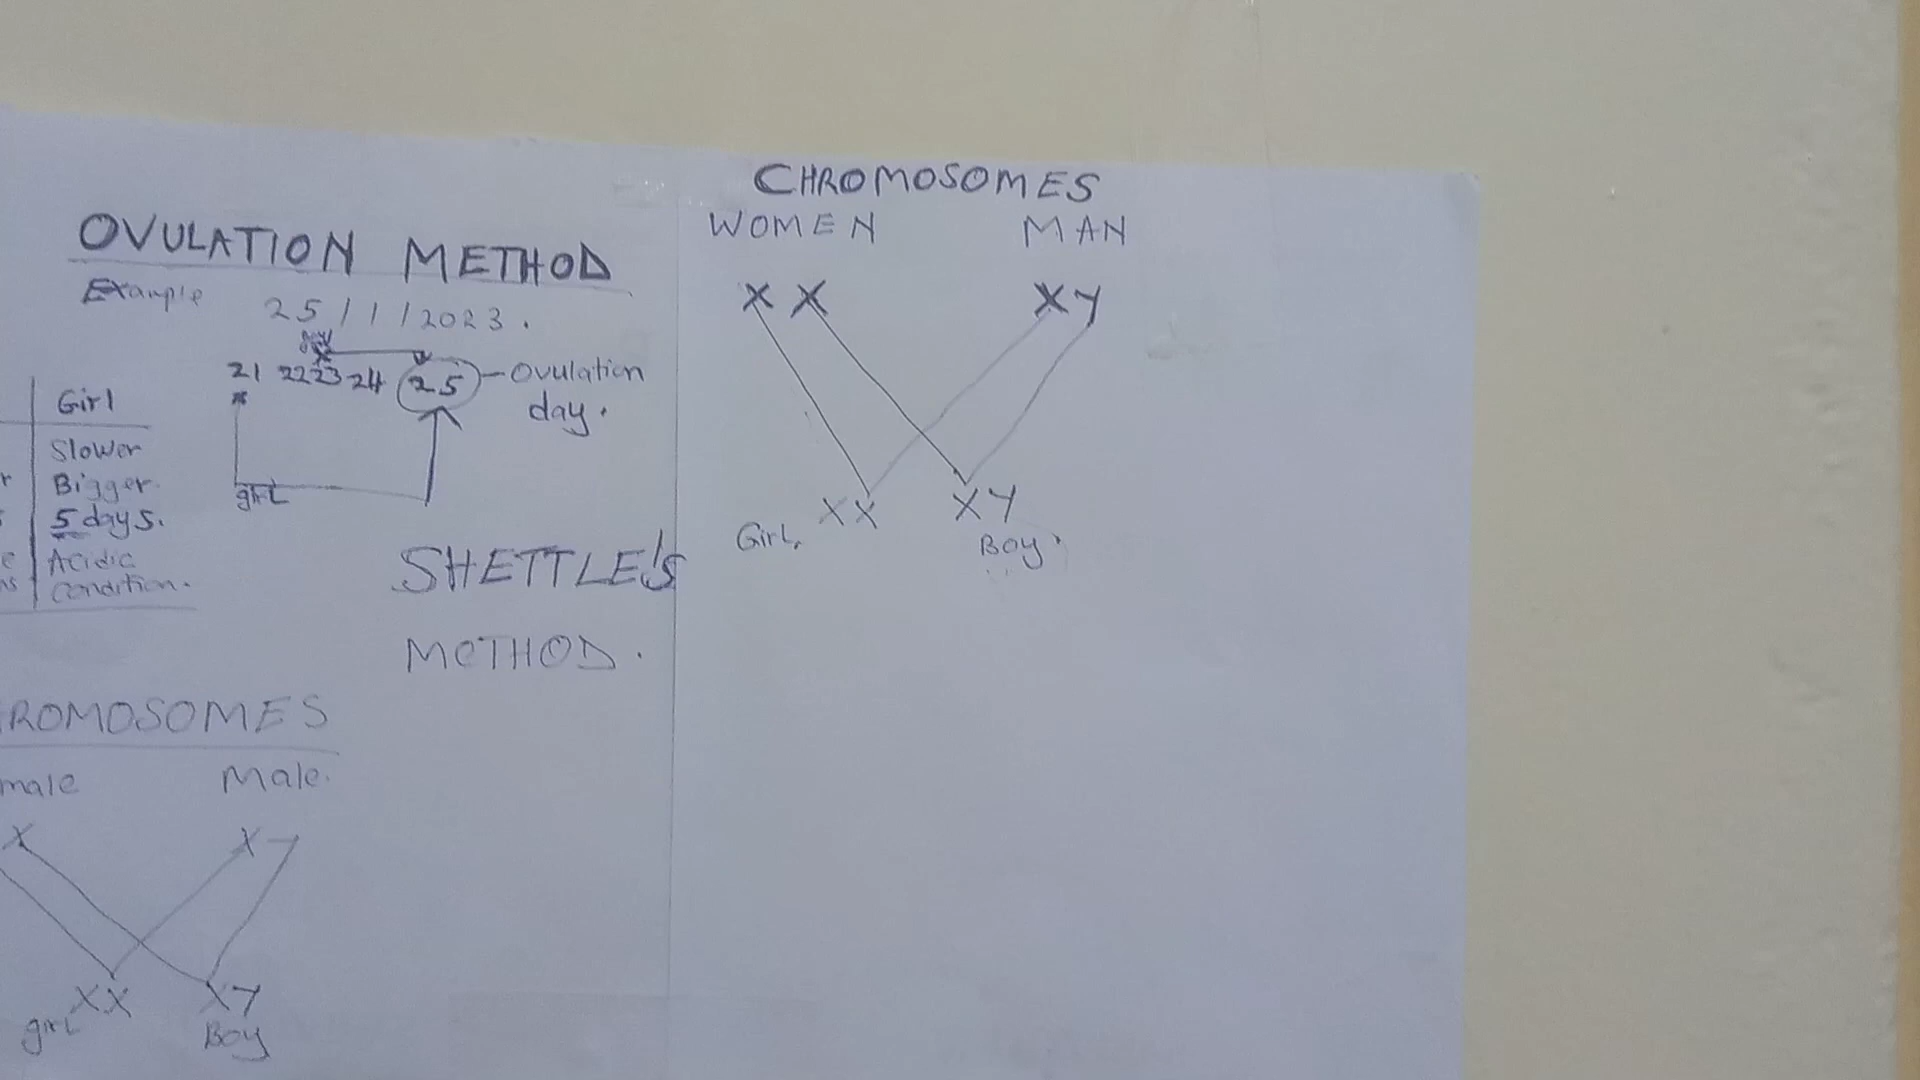 OVULATION METHOD
Example
25/1/2023.
boy
21 22 23 24 25 - Ovulation
day.
girl
Girl
Slower
r Bigger
5 days.
Acidic
condition.
SHETTLE'S
METHOD.
ROMOSOMES
male Male.
X XY
XX XY
girl Boy
CHROMOSOMES
WOMEN MAN
X X XY
XX XY
Girl, Boy.